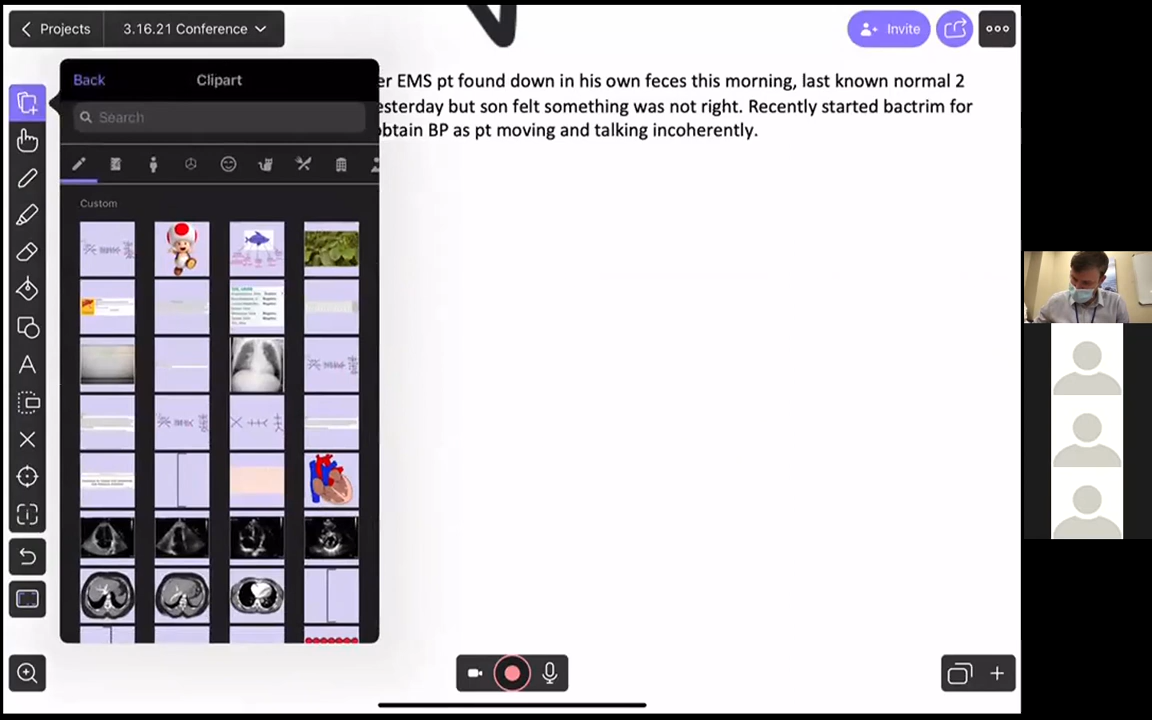 Projects
3.16.21 Conference
Invite
Back
Clipart
Search
Custom
er EMS pt found down in his own feces this morning, last known normal 2
esterday but son felt something was not right. Recently started bactrim for
obtain BP as pt moving and talking incoherently.
A